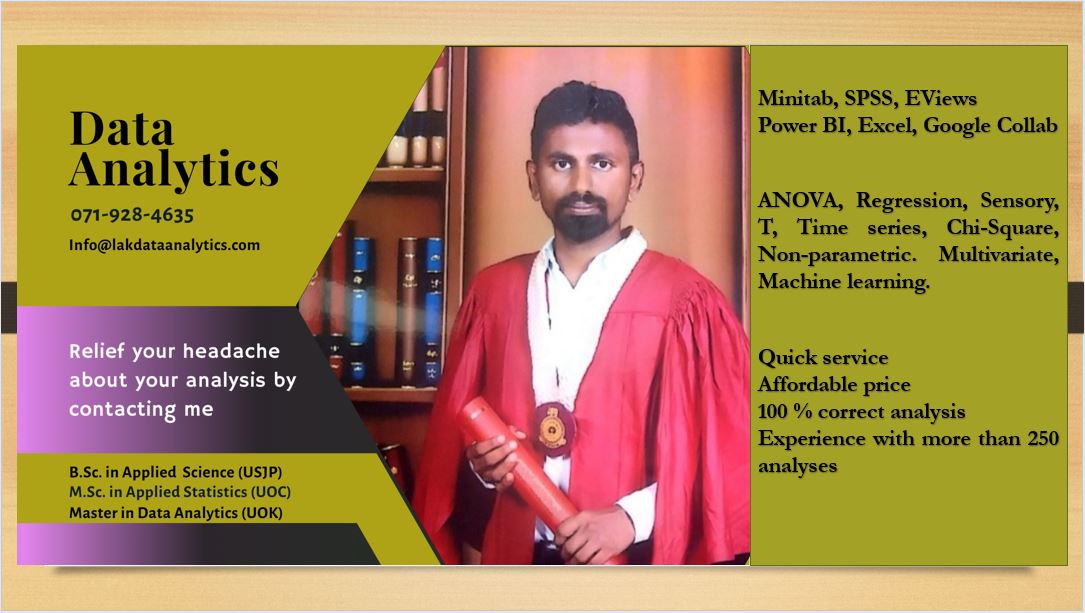 Data
Analytics
071-928-4635
Info@lakdataanalytics.com
Relief your headache
about your analysis by
contacting me
B.Sc. in Applied Science (USJP)
M.Sc. in Applied Statistics (UOC)
Master in Data Analytics (UOK)
Minitab, SPSS, EViews
Power BI, Excel, Google Collab
ANOVA, Regression, Sensory,
T, Time series, Chi-Square,
Non-parametric. Multivariate,
Machine learning.
Quick service
Affordable price
100 % correct analysis
Experience with more than 250
analyses